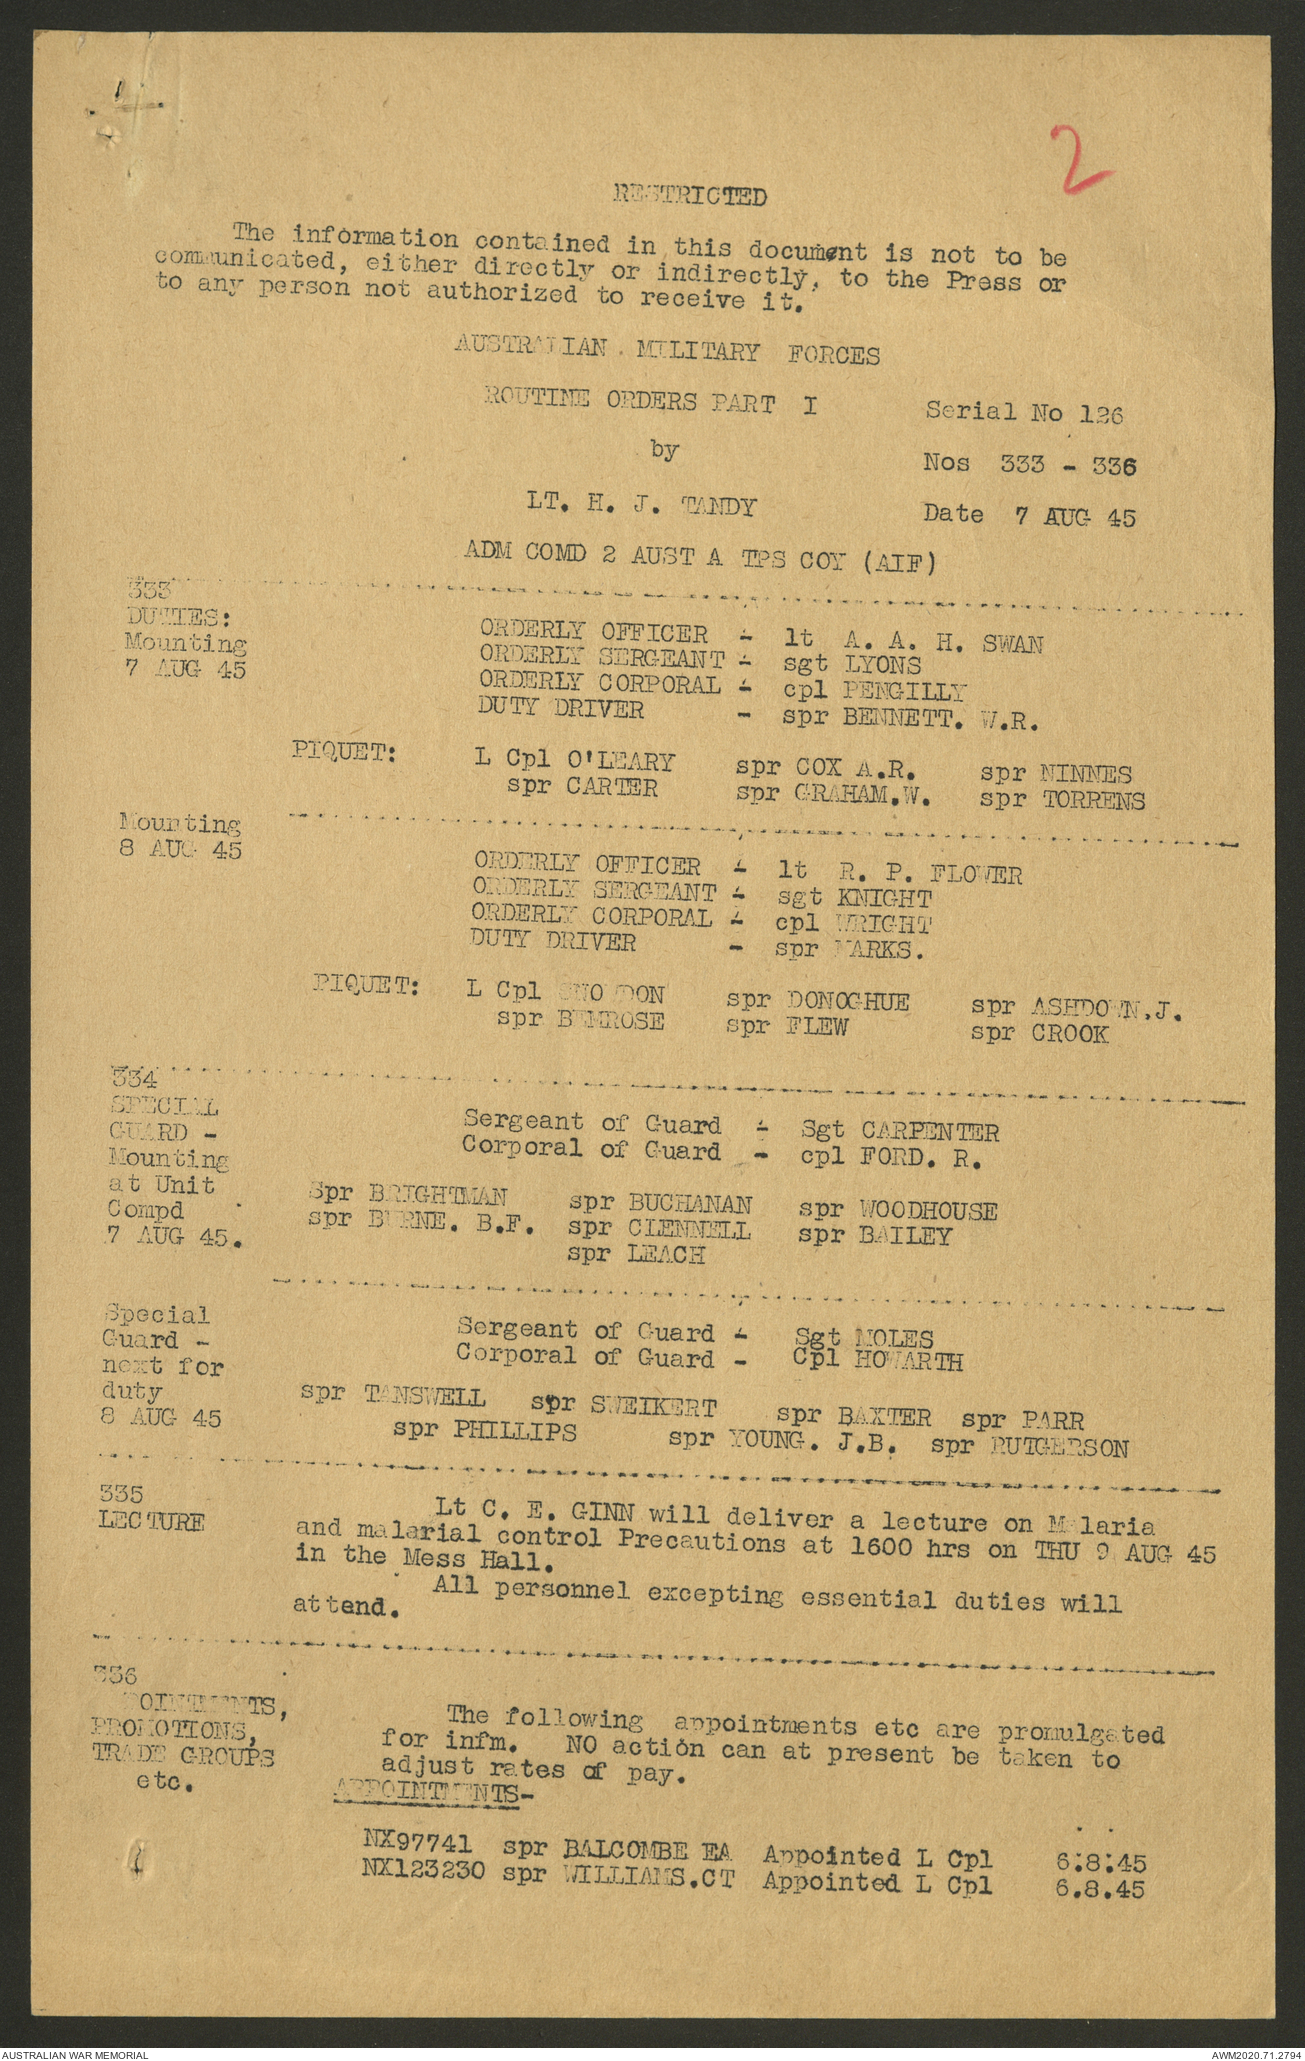 2
RESTRICTED
The information contained in this document is not to be
communicated, either directly or indirectly, to the Press or
to any person not authorized to receive it.
AUSTRALIAN MILITARY FORCES
ROUTINE ORDERS PART I
Serial No 126
by
Nos 333 - 336
LT. H. J. TANDY
Date 7 AUG 45
ADM COMD 2 AUST A TPS COY (AIF)
333
DUTIES:
Mounting
7 AUG 45
ORDERLY OFFICER - lt A. A. H. SWAN
ORDERLY SERGEANT - sgt LYONS
ORDERLY CORPORAL - cpl PENGILLY
DUTY DRIVER - spr BENNETT. W.R.
PIQUET: L Cpl O'LEARY spr COX A.R. spr NINNES
spr CARTER spr GRAHAM.W. spr TORRENS
Mounting
8 AUG 45
ORDERLY OFFICER - lt R. P. FLOWER
ORDERLY SERGEANT - sgt KNIGHT
ORDERLY CORPORAL - cpl WRIGHT
DUTY DRIVER - spr MARKS.
PIQUET: L Cpl SNOWDON spr DONOGHUE spr ASHDOWN.J.
spr BEMROSE spr FLEW spr CROOK
334
SPECIAL
GUARD -
Mounting
at Unit
Compd
7 AUG 45.
Sergeant of Guard - Sgt CARPENTER
Corporal of Guard - cpl FORD. R.
Spr BRIGHTMAN spr BUCHANAN spr WOODHOUSE
spr BURNE. B.F. spr CLENNELL spr BAILEY
spr LEACH
Special
Guard -
next for
duty
8 AUG 45
Sergeant of Guard - Sgt MOLES
Corporal of Guard - Cpl HOWARTH
spr TANSWELL spr SWEIKERT spr BAXTER spr PARR
spr PHILLIPS spr YOUNG. J.B. spr RUTGERSON
335
LECTURE
Lt C. E. GINN will deliver a lecture on Malaria
and malarial control Precautions at 1600 hrs on THU 9 AUG 45
in the Mess Hall.
All personnel excepting essential duties will
attend.
336
APPOINTMENTS,
PROMOTIONS,
TRADE GROUPS
etc.
The following appointments etc are promulgated
for infm. NO action can at present be taken to
adjust rates of pay.
APPOINTMENTS-
NX97741 spr BALCOMBE EA Appointed L Cpl 6:8:45
NX123230 spr WILLIAMS.CT Appointed L Cpl 6.8.45
AUSTRALIAN WAR MEMORIAL
AWM2020.71.2794